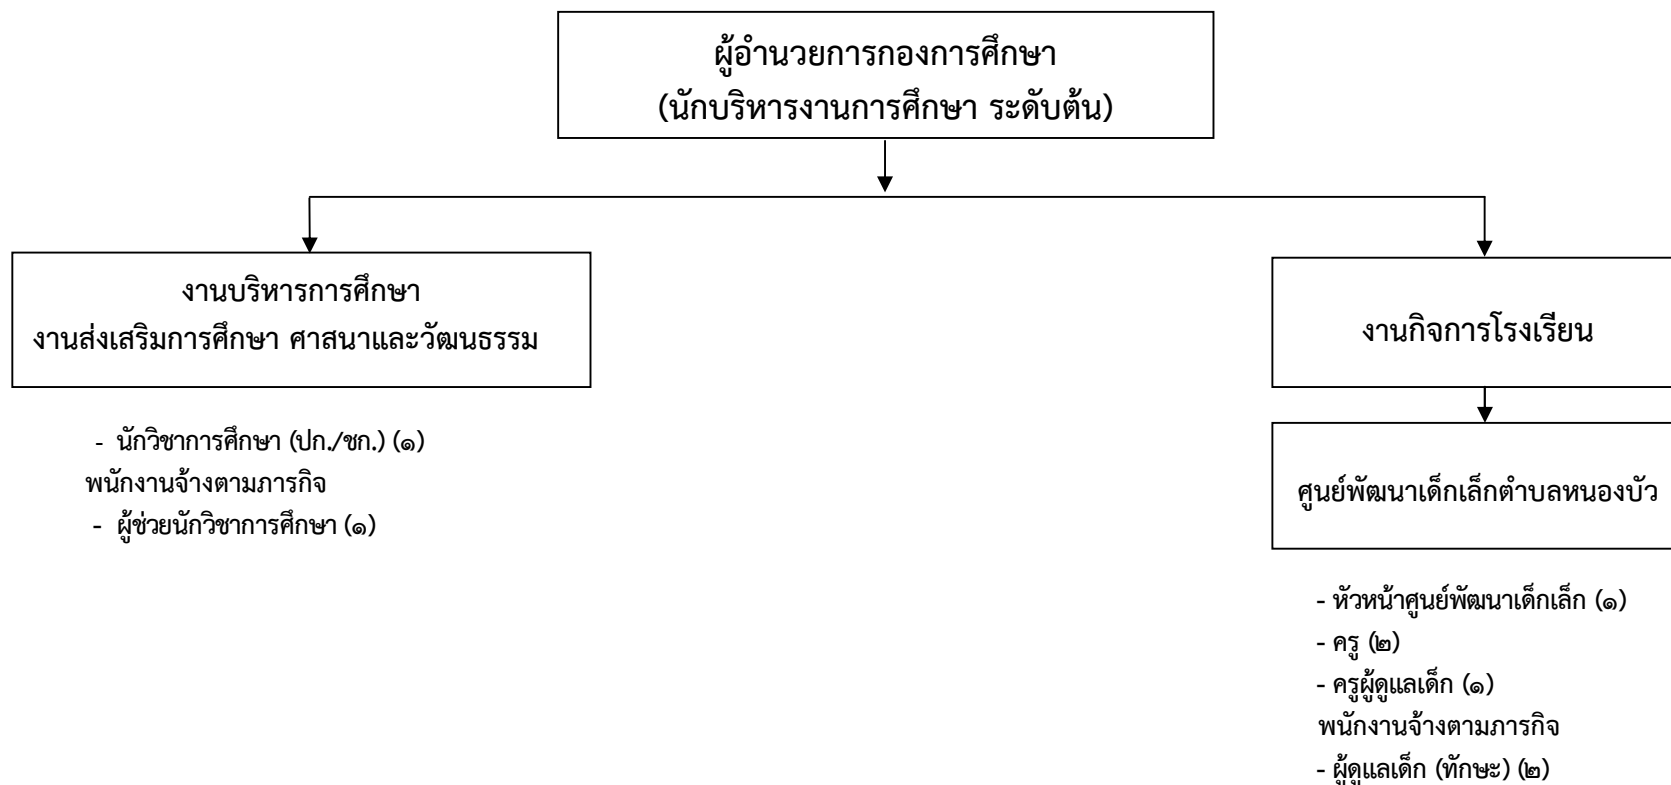 ผู้อำนวยการกองการศึกษา
(นักบริหารงานการศึกษา ระดับต้น)
งานบริหารการศึกษา
งานส่งเสริมการศึกษา ศาสนาและวัฒนธรรม
- นักวิชาการศึกษา (ปก./ชก.) (๑)
พนักงานจ้างตามภารกิจ
- ผู้ช่วยนักวิชาการศึกษา (๑)
งานกิจการโรงเรียน
ศูนย์พัฒนาเด็กเล็กตำบลหนองบัว
- หัวหน้าศูนย์พัฒนาเด็กเล็ก (๑)
- ครู (๒)
- ครูผู้ดูแลเด็ก (๑)
พนักงานจ้างตามภารกิจ
- ผู้ดูแลเด็ก (ทักษะ) (๒)